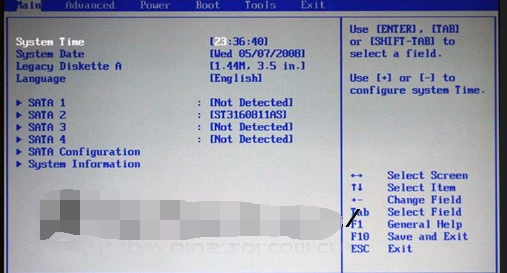 Main Advanced Power Boot Tools Exit
System Time [23:36:40]
System Date [Wed 05/07/2008]
Legacy Diskette A [1.44M, 3.5 in.]
Language [English]
▶ SATA 1 : [Not Detected]
▶ SATA 2 : [ST3160811AS]
▶ SATA 3 : [Not Detected]
▶ SATA 4 : [Not Detected]
▶ SATA Configuration
▶ System Information
Use [ENTER], [TAB]
or [SHIFT-TAB] to
select a field.
Use [+] or [-] to
configure system Time.
↔ Select Screen
↑↓ Select Item
+- Change Field
Tab Select Field
F1 General Help
F10 Save and Exit
ESC Exit